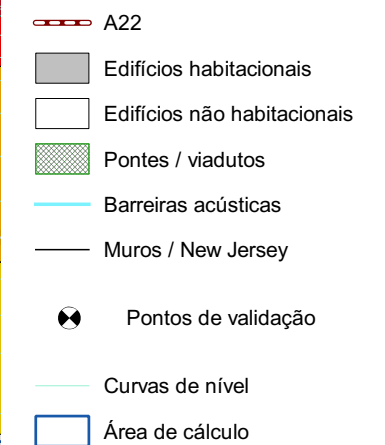 A22
Edifícios habitacionais
Edifícios não habitacionais
Pontes / viadutos
Barreiras acústicas
Muros / New Jersey
Pontos de validação
Curvas de nível
Área de cálculo